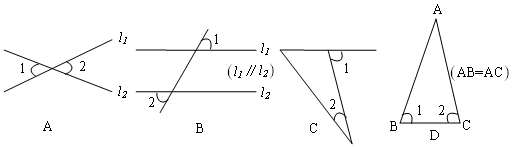 1 2 l₁ l₂
A
1 2 l₁ (l₁ // l₂) l₂
B
1 2
C
A
(AB=AC)
1 2
B C
D